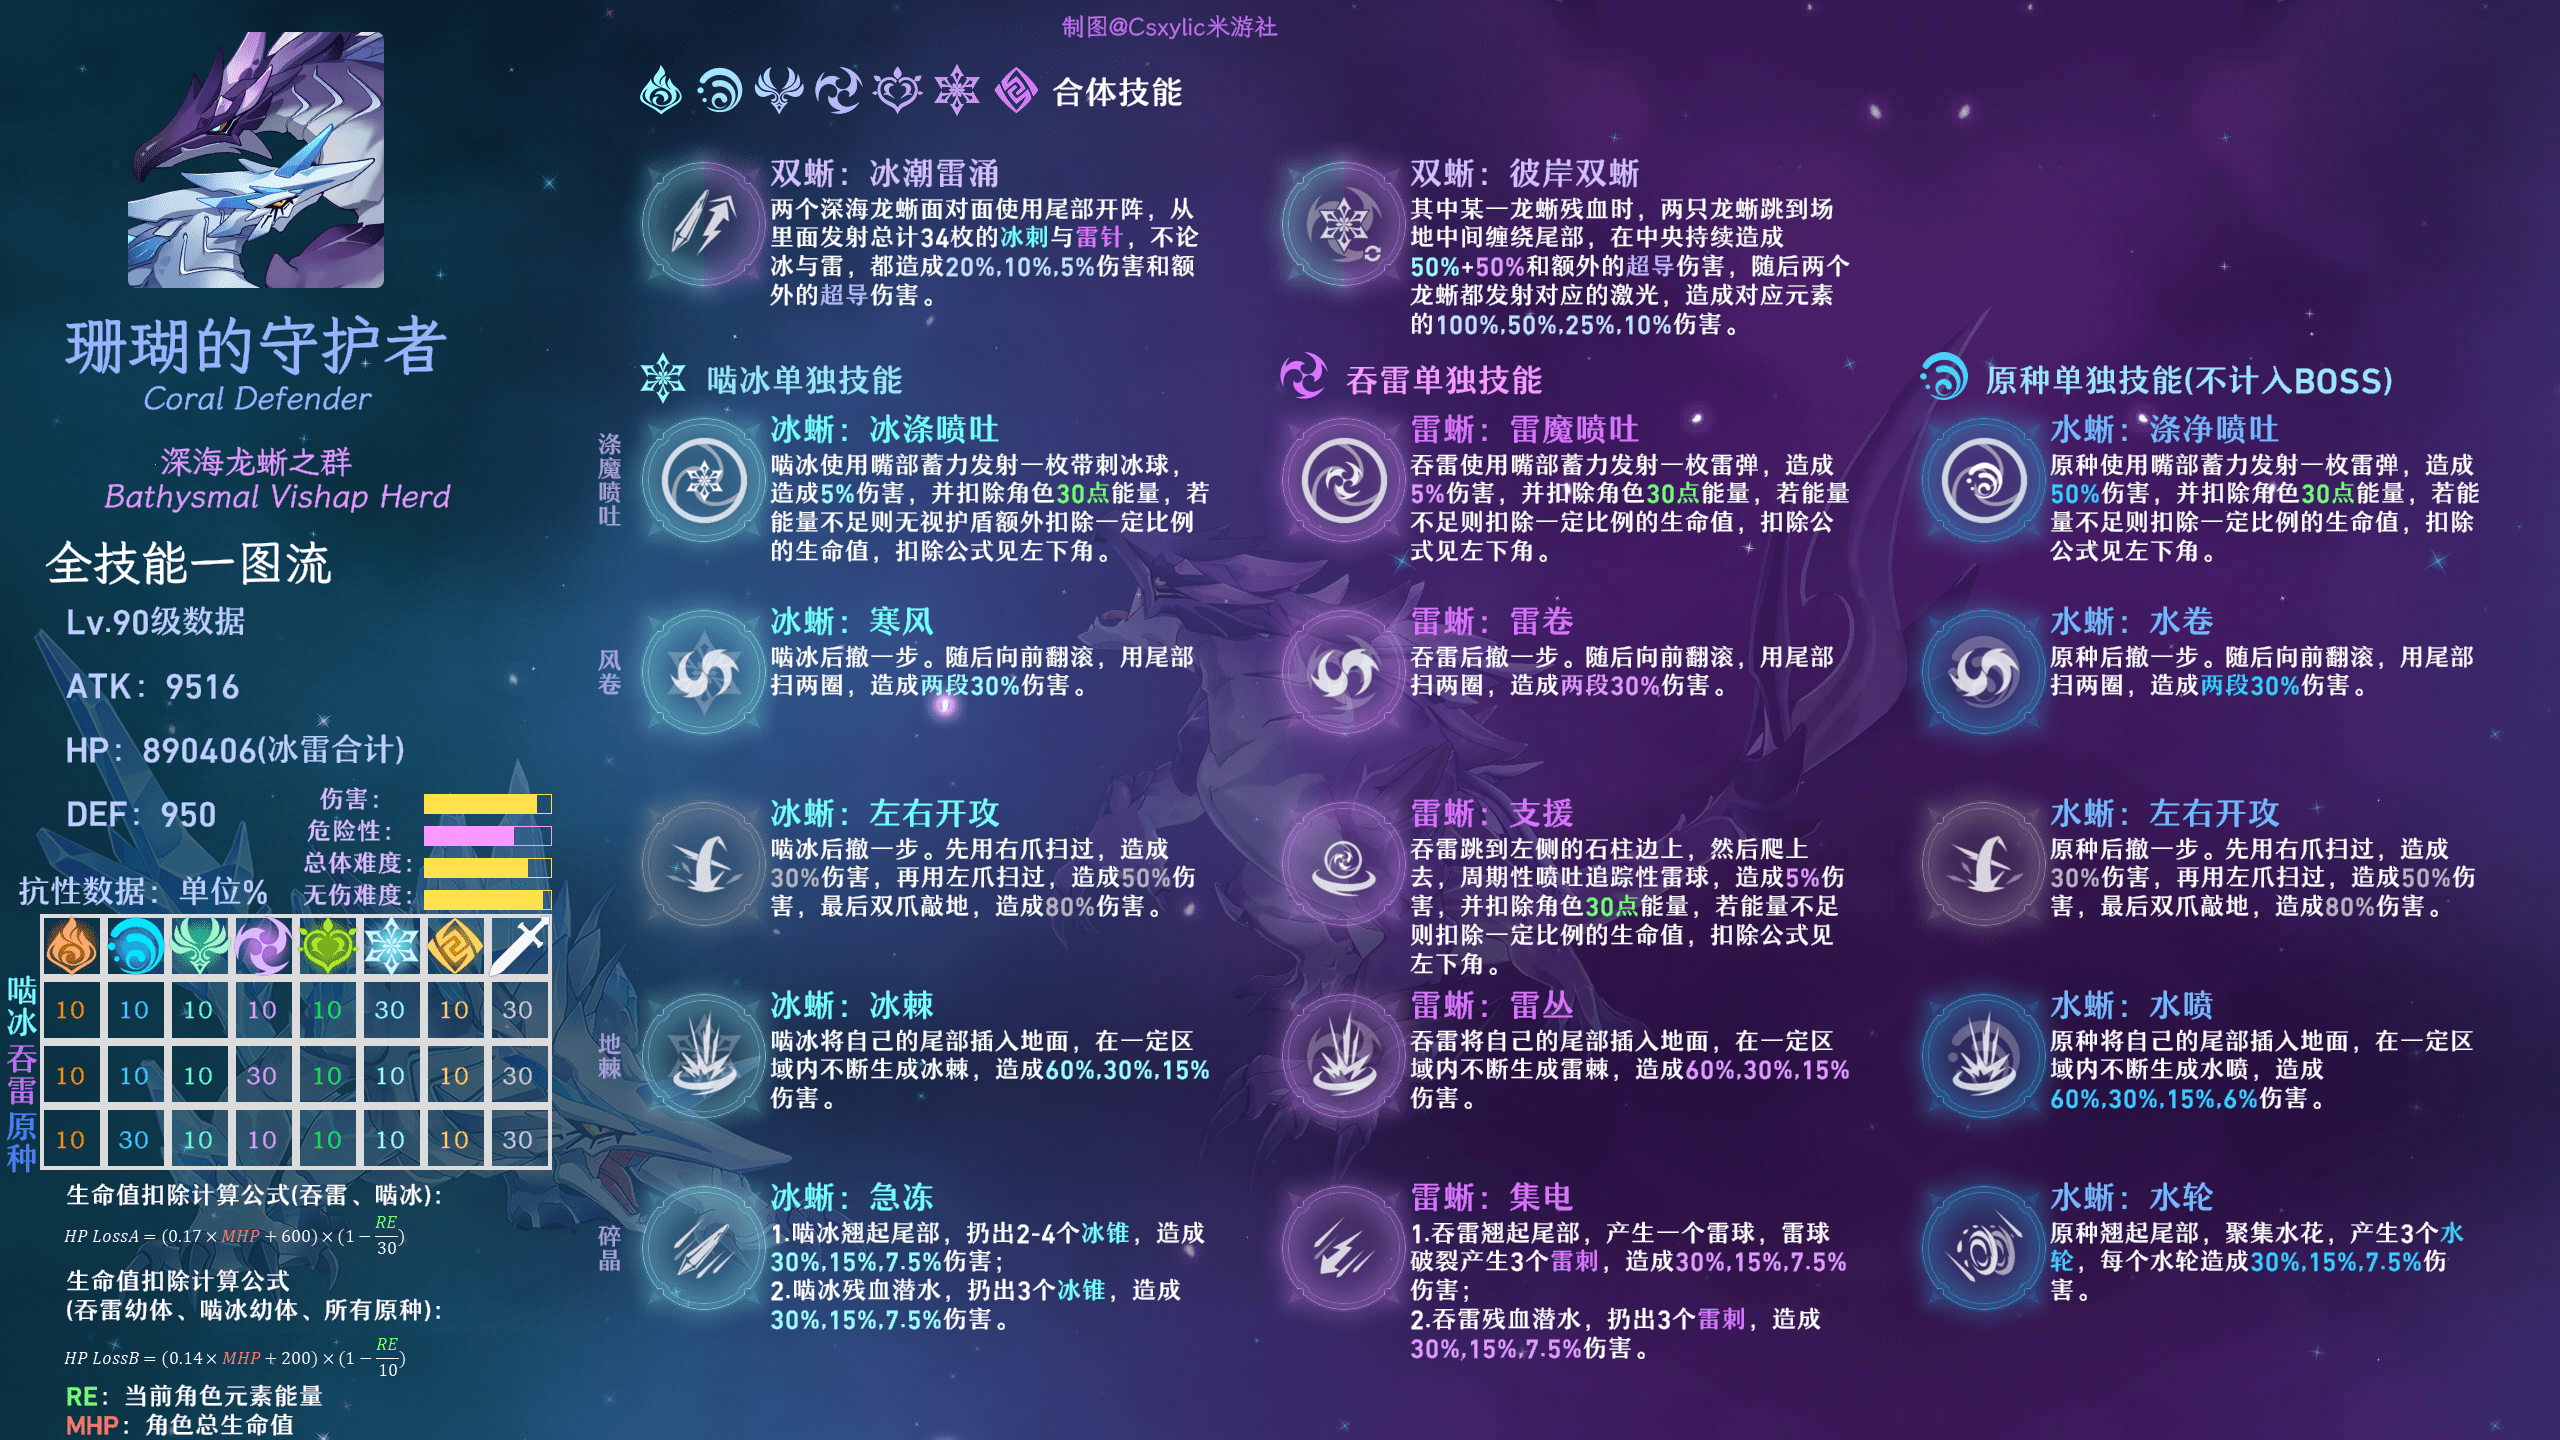 制图@Csxylic米游社
珊瑚的守护者
Coral Defender
深海龙蜥之群
Bathysmal Vishap Herd
全技能一图流
Lv.90级数据
ATK：9516
HP：890406(冰雷合计)
DEF：950
伤害：
危险性：
总体难度：
无伤难度：
抗性数据：单位%
啮冰
10 10 10 10 10 30 10 30
吞雷
10 10 10 30 10 10 10 30
原种
10 30 10 10 10 10 10 30
生命值扣除计算公式(吞雷、啮冰)：
HP LossA = (0.17 × MHP + 600) × (1 − RE/30)
生命值扣除计算公式
(吞雷幼体、啮冰幼体、所有原种)：
HP LossB = (0.14 × MHP + 200) × (1 − RE/10)
RE：当前角色元素能量
MHP：角色总生命值
合体技能
双蜥：冰潮雷涌
两个深海龙蜥面对面使用尾部开阵，从
里面发射总计34枚的冰刺与雷针，不论
冰与雷，都造成20%,10%,5%伤害和额
外的超导伤害。
双蜥：彼岸双蜥
其中某一龙蜥残血时，两只龙蜥跳到场
地中间缠绕尾部，在中央持续造成
50%+50%和额外的超导伤害，随后两个
龙蜥都发射对应的激光，造成对应元素
的100%,50%,25%,10%伤害。
啮冰单独技能
涤魔喷吐
冰蜥：冰涤喷吐
啮冰使用嘴部蓄力发射一枚带刺冰球，
造成5%伤害，并扣除角色30点能量，若
能量不足则无视护盾额外扣除一定比例
的生命值，扣除公式见左下角。
风卷
冰蜥：寒风
啮冰后撤一步。随后向前翻滚，用尾部
扫两圈，造成两段30%伤害。
冰蜥：左右开攻
啮冰后撤一步。先用右爪扫过，造成
30%伤害，再用左爪扫过，造成50%伤
害，最后双爪敲地，造成80%伤害。
地棘
冰蜥：冰棘
啮冰将自己的尾部插入地面，在一定区
域内不断生成冰棘，造成60%,30%,15%
伤害。
碎晶
冰蜥：急冻
1.啮冰翘起尾部，扔出2-4个冰锥，造成
30%,15%,7.5%伤害；
2.啮冰残血潜水，扔出3个冰锥，造成
30%,15%,7.5%伤害。
吞雷单独技能
雷蜥：雷魔喷吐
吞雷使用嘴部蓄力发射一枚雷弹，造成
5%伤害，并扣除角色30点能量，若能量
不足则扣除一定比例的生命值，扣除公
式见左下角。
雷蜥：雷卷
吞雷后撤一步。随后向前翻滚，用尾部
扫两圈，造成两段30%伤害。
雷蜥：支援
吞雷跳到左侧的石柱边上，然后爬上
去，周期性喷吐追踪性雷球，造成5%伤
害，并扣除角色30点能量，若能量不足
则扣除一定比例的生命值，扣除公式见
左下角。
雷蜥：雷丛
吞雷将自己的尾部插入地面，在一定区
域内不断生成雷棘，造成60%,30%,15%
伤害。
雷蜥：集电
1.吞雷翘起尾部，产生一个雷球，雷球
破裂产生3个雷刺，造成30%,15%,7.5%
伤害；
2.吞雷残血潜水，扔出3个雷刺，造成
30%,15%,7.5%伤害。
原种单独技能(不计入BOSS)
水蜥：涤净喷吐
原种使用嘴部蓄力发射一枚雷弹，造成
50%伤害，并扣除角色30点能量，若能
量不足则扣除一定比例的生命值，扣除
公式见左下角。
水蜥：水卷
原种后撤一步。随后向前翻滚，用尾部
扫两圈，造成两段30%伤害。
水蜥：左右开攻
原种后撤一步。先用右爪扫过，造成
30%伤害，再用左爪扫过，造成50%伤
害，最后双爪敲地，造成80%伤害。
水蜥：水喷
原种将自己的尾部插入地面，在一定区
域内不断生成水喷，造成
60%,30%,15%,6%伤害。
水蜥：水轮
原种翘起尾部，聚集水花，产生3个水
轮，每个水轮造成30%,15%,7.5%伤
害。